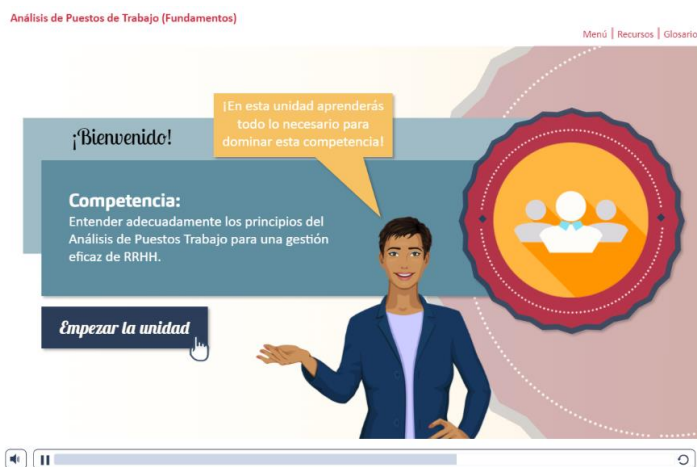 Análisis de Puestos de Trabajo (Fundamentos)
Menú | Recursos | Glosario
¡En esta unidad aprenderás
todo lo necesario para
dominar esta competencia!
¡Bienvenido!
Competencia:
Entender adecuadamente los principios del
Análisis de Puestos Trabajo para una gestión
eficaz de RRHH.
Empezar la unidad